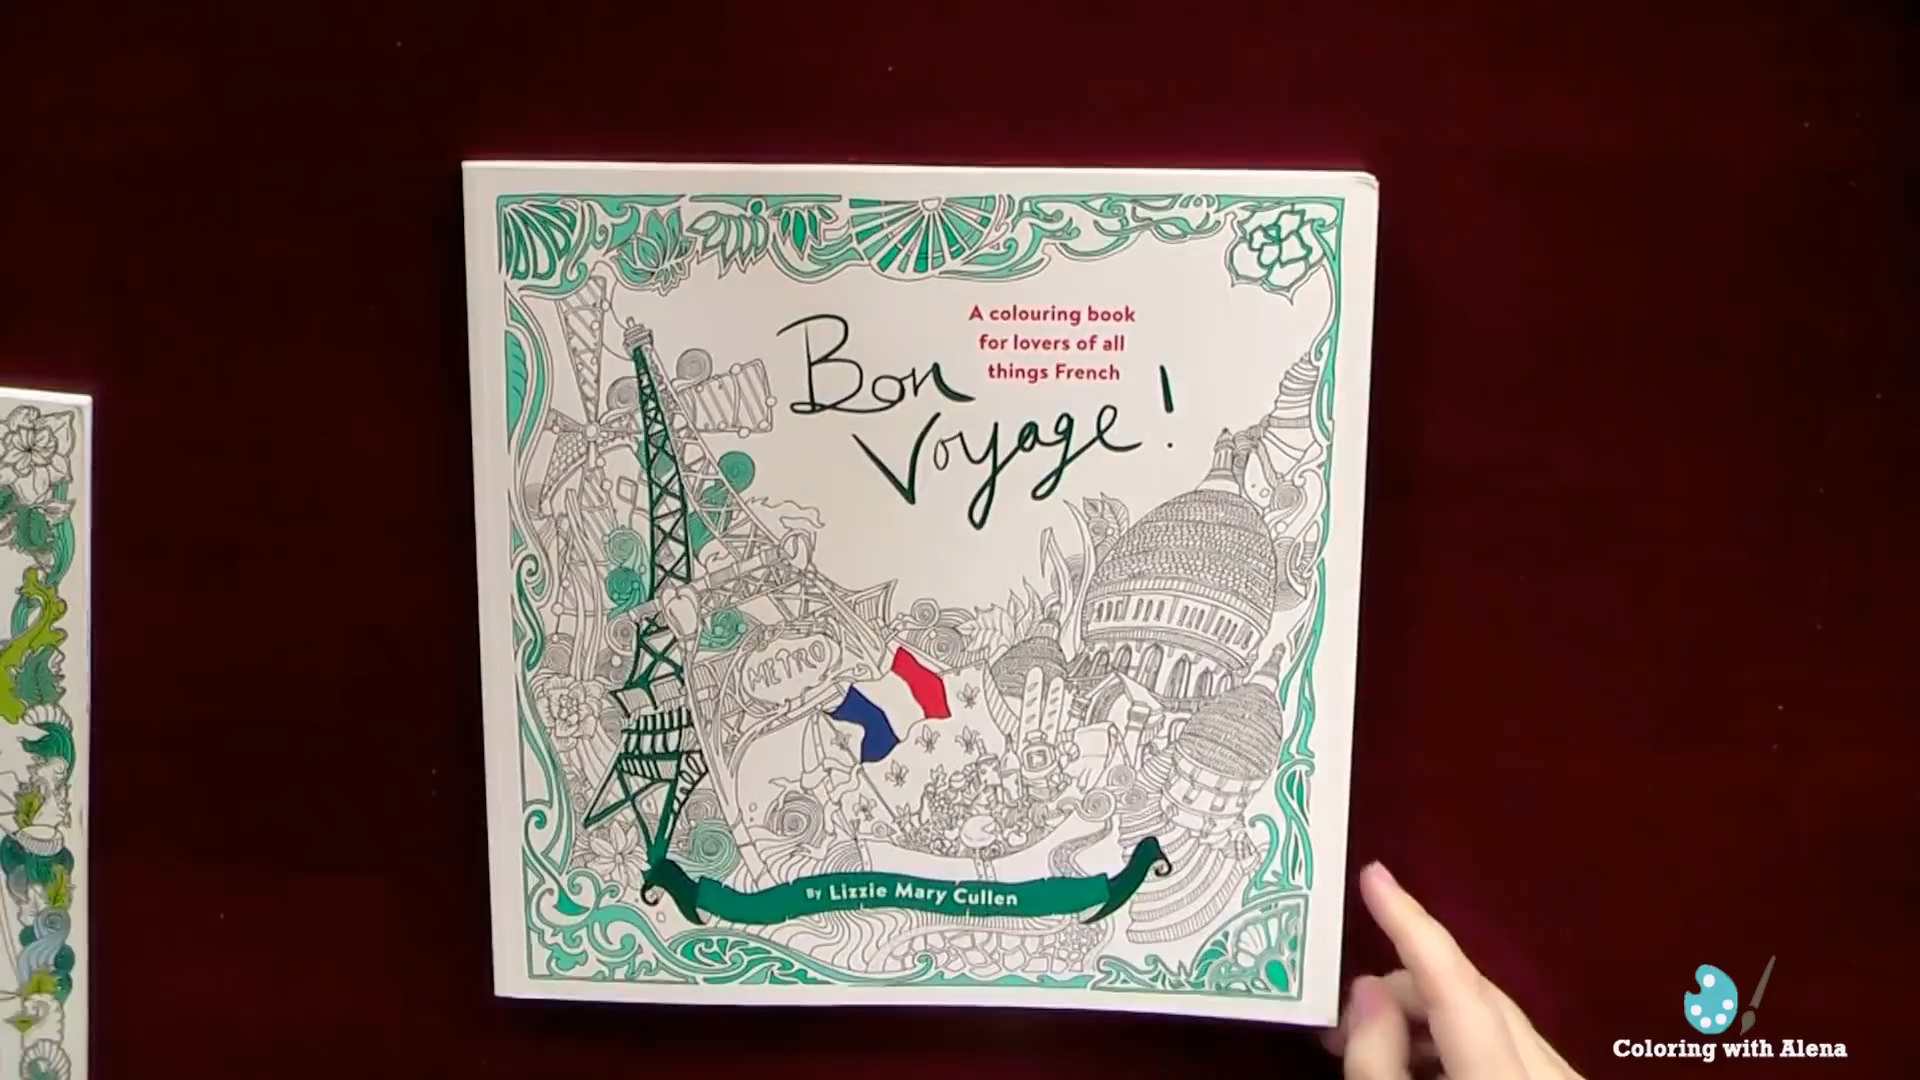 A colouring book
for lovers of all
things French
Bon
Voyage!
METRO
By Lizzie Mary Cullen
Coloring with Alena